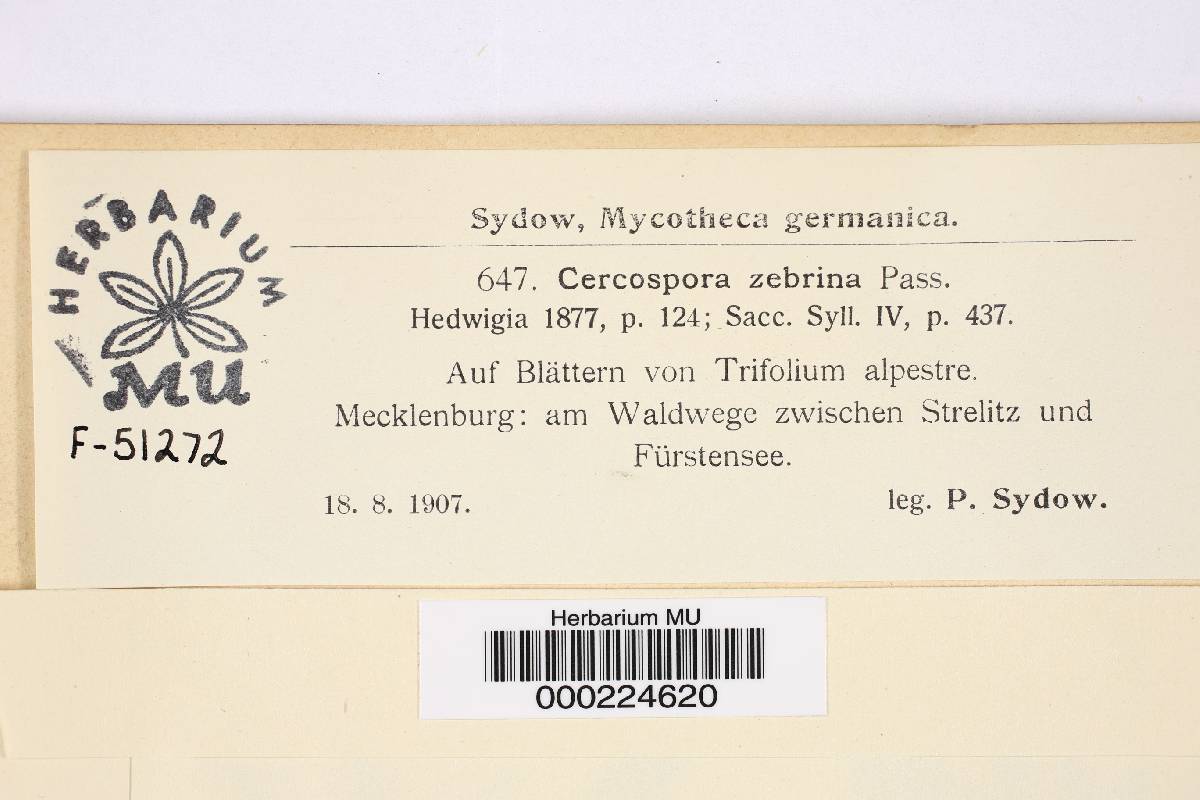 HERBARIUM
MU
F-51272
Sydow, Mycotheca germanica.
647. Cercospora zebrina Pass.
Hedwigia 1877, p. 124; Sacc. Syll. IV, p. 437.
Auf Blättern von Trifolium alpestre.
Mecklenburg: am Waldwege zwischen Strelitz und
Fürstensee.
18. 8. 1907. leg. P. Sydow.
Herbarium MU
000224620